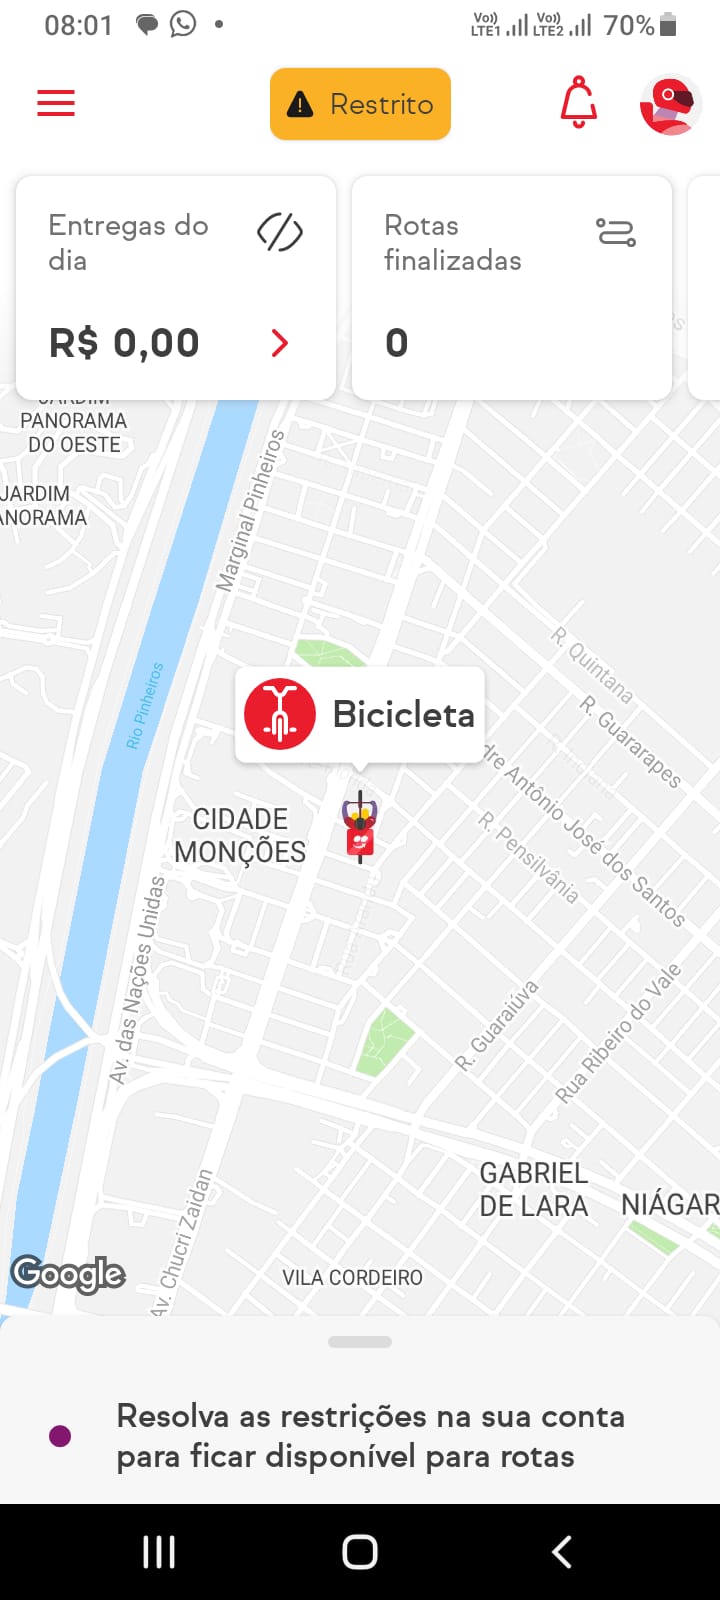 08:01
Vo)) LTE1 Vo)) LTE2 70%
Restrito
Entregas do
dia
R$ 0,00
Rotas
finalizadas
0
JARDIM
PANORAMA
DO OESTE
JARDIM
Marginal Pinheiros
Rio Pinheiros
Bicicleta
R. Quintana
R. Guararapes
CIDADE
MONÇÕES
dre Antônio José dos Santos
R. Pensilvânia
Av. das Nações Unidas
R. Guaraiúva
Rua Ribeiro do Vale
GABRIEL
DE LARA
NIÁGAR
Av. Chucri Zaidan
VILA CORDEIRO
Google
Resolva as restrições na sua conta
para ficar disponível para rotas